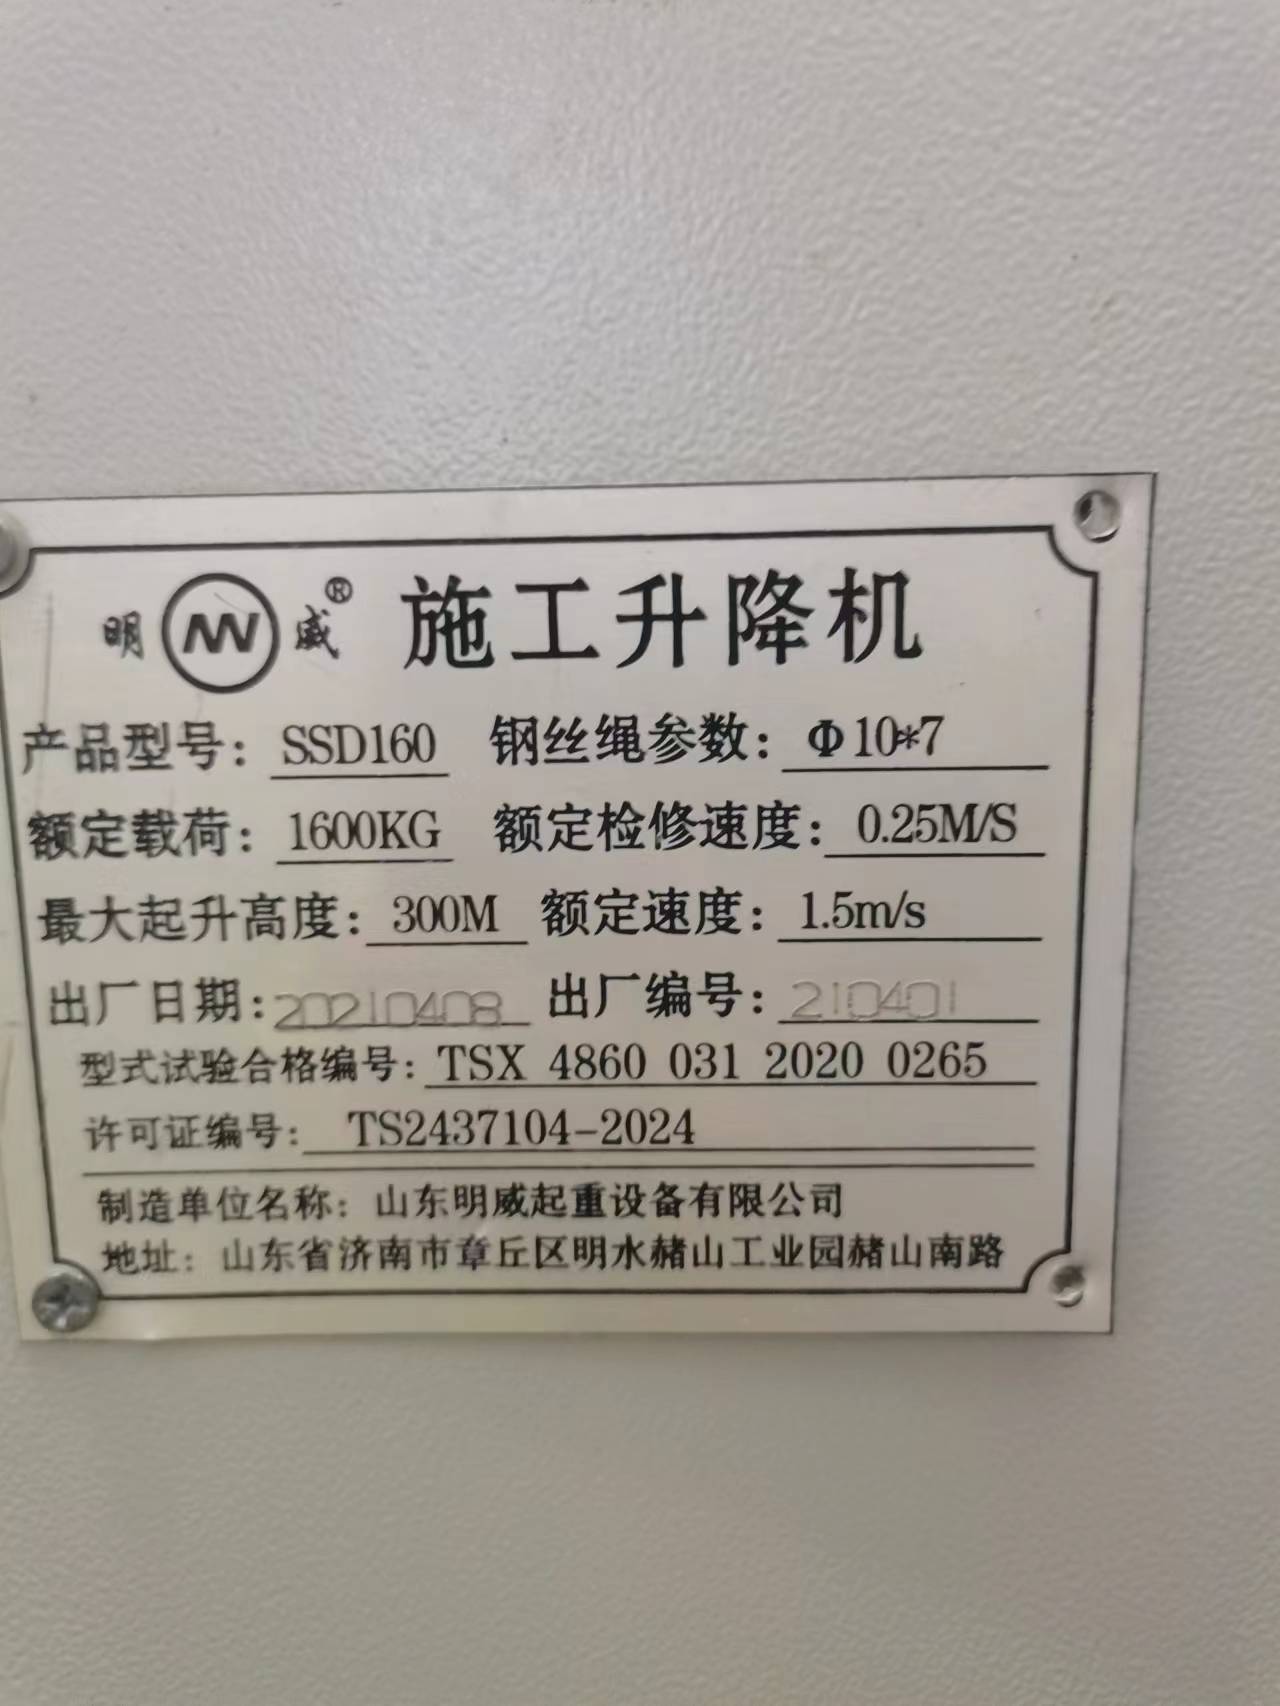 明 威® 施工升降机
产品型号: SSD160 钢丝绳参数: Φ10*7
额定载荷: 1600KG 额定检修速度: 0.25M/S
最大起升高度: 300M 额定速度: 1.5m/s
出厂日期: 20210408 出厂编号: 210401
型式试验合格编号: TSX 4860 031 2020 0265
许可证编号: TS2437104-2024
制造单位名称: 山东明威起重设备有限公司
地址: 山东省济南市章丘区明水赭山工业园赭山南路